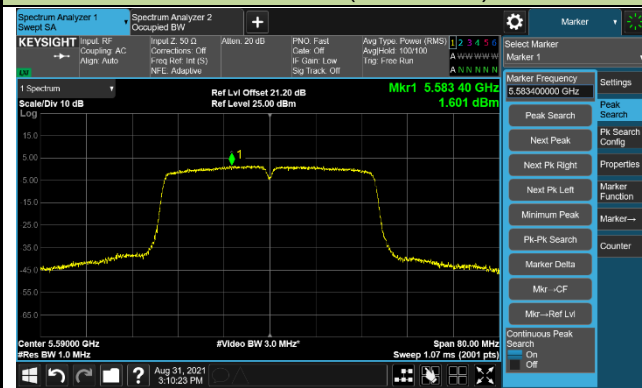 Spectrum Analyzer 1
Swept SA
Spectrum Analyzer 2
Occupied BW
+
Marker
KEYSIGHT
Input: RF
Coupling: AC
Align: Auto
Input Z: 50 Ω
Corrections: Off
Freq Ref: Int (S)
NFE: Adaptive
Atten: 20 dB
PNO: Fast
Gate: Off
IF Gain: Low
Sig Track: Off
Avg Type: Power (RMS)
Avg|Hold: 100/100
Trig: Free Run
1 2 3 4 5 6
A W W W W W
A N N N N N
Select Marker
Marker 1
1 Spectrum
Scale/Div 10 dB
Log
Ref Lvl Offset 21.20 dB
Ref Level 25.00 dBm
Mkr1 5.583 40 GHz
1.601 dBm
15.0
5.00
-5.00
-15.0
-25.0
-35.0
-45.0
-55.0
-65.0
1
Center 5.59000 GHz
#Res BW 1.0 MHz
#Video BW 3.0 MHz*
Span 80.00 MHz
Sweep 1.07 ms (2001 pts)
Marker Frequency
5.583400000 GHz
Peak Search
Next Peak
Next Pk Right
Next Pk Left
Minimum Peak
Pk-Pk Search
Marker Delta
Mkr→CF
Mkr→Ref Lvl
Continuous Peak
Search
On
Off
Settings
Peak
Search
Pk Search
Config
Properties
Marker
Function
Marker→
Counter
?
Aug 31, 2021
3:10:23 PM